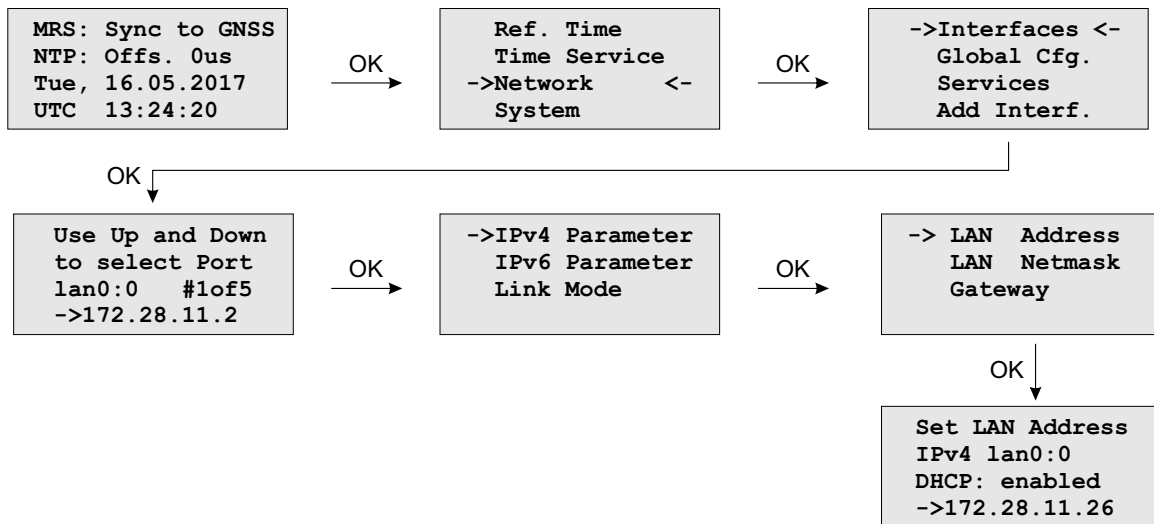 MRS: Sync to GNSS
NTP: Offs. 0us
Tue, 16.05.2017
UTC 13:24:20
OK
Ref. Time
Time Service
->Network <-
System
OK
->Interfaces <-
Global Cfg.
Services
Add Interf.
OK
Use Up and Down
to select Port
lan0:0 #1of5
->172.28.11.2
OK
->IPv4 Parameter
IPv6 Parameter
Link Mode
OK
-> LAN Address
LAN Netmask
Gateway
OK
Set LAN Address
IPv4 lan0:0
DHCP: enabled
->172.28.11.26